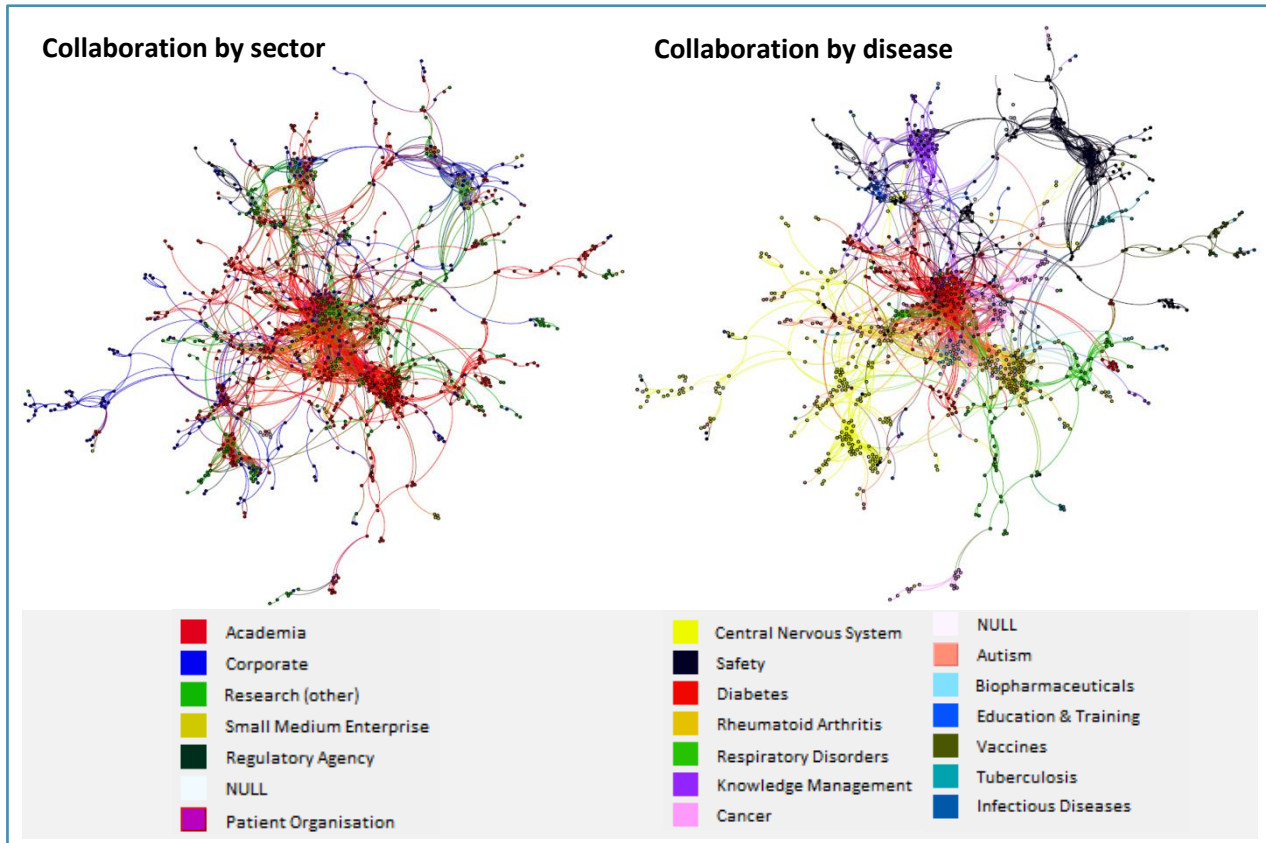 Collaboration by sector
Collaboration by disease
Academia
Corporate
Research (other)
Small Medium Enterprise
Regulatory Agency
NULL
Patient Organisation
Central Nervous System
Safety
Diabetes
Rheumatoid Arthritis
Respiratory Disorders
Knowledge Management
Cancer
NULL
Autism
Biopharmaceuticals
Education & Training
Vaccines
Tuberculosis
Infectious Diseases